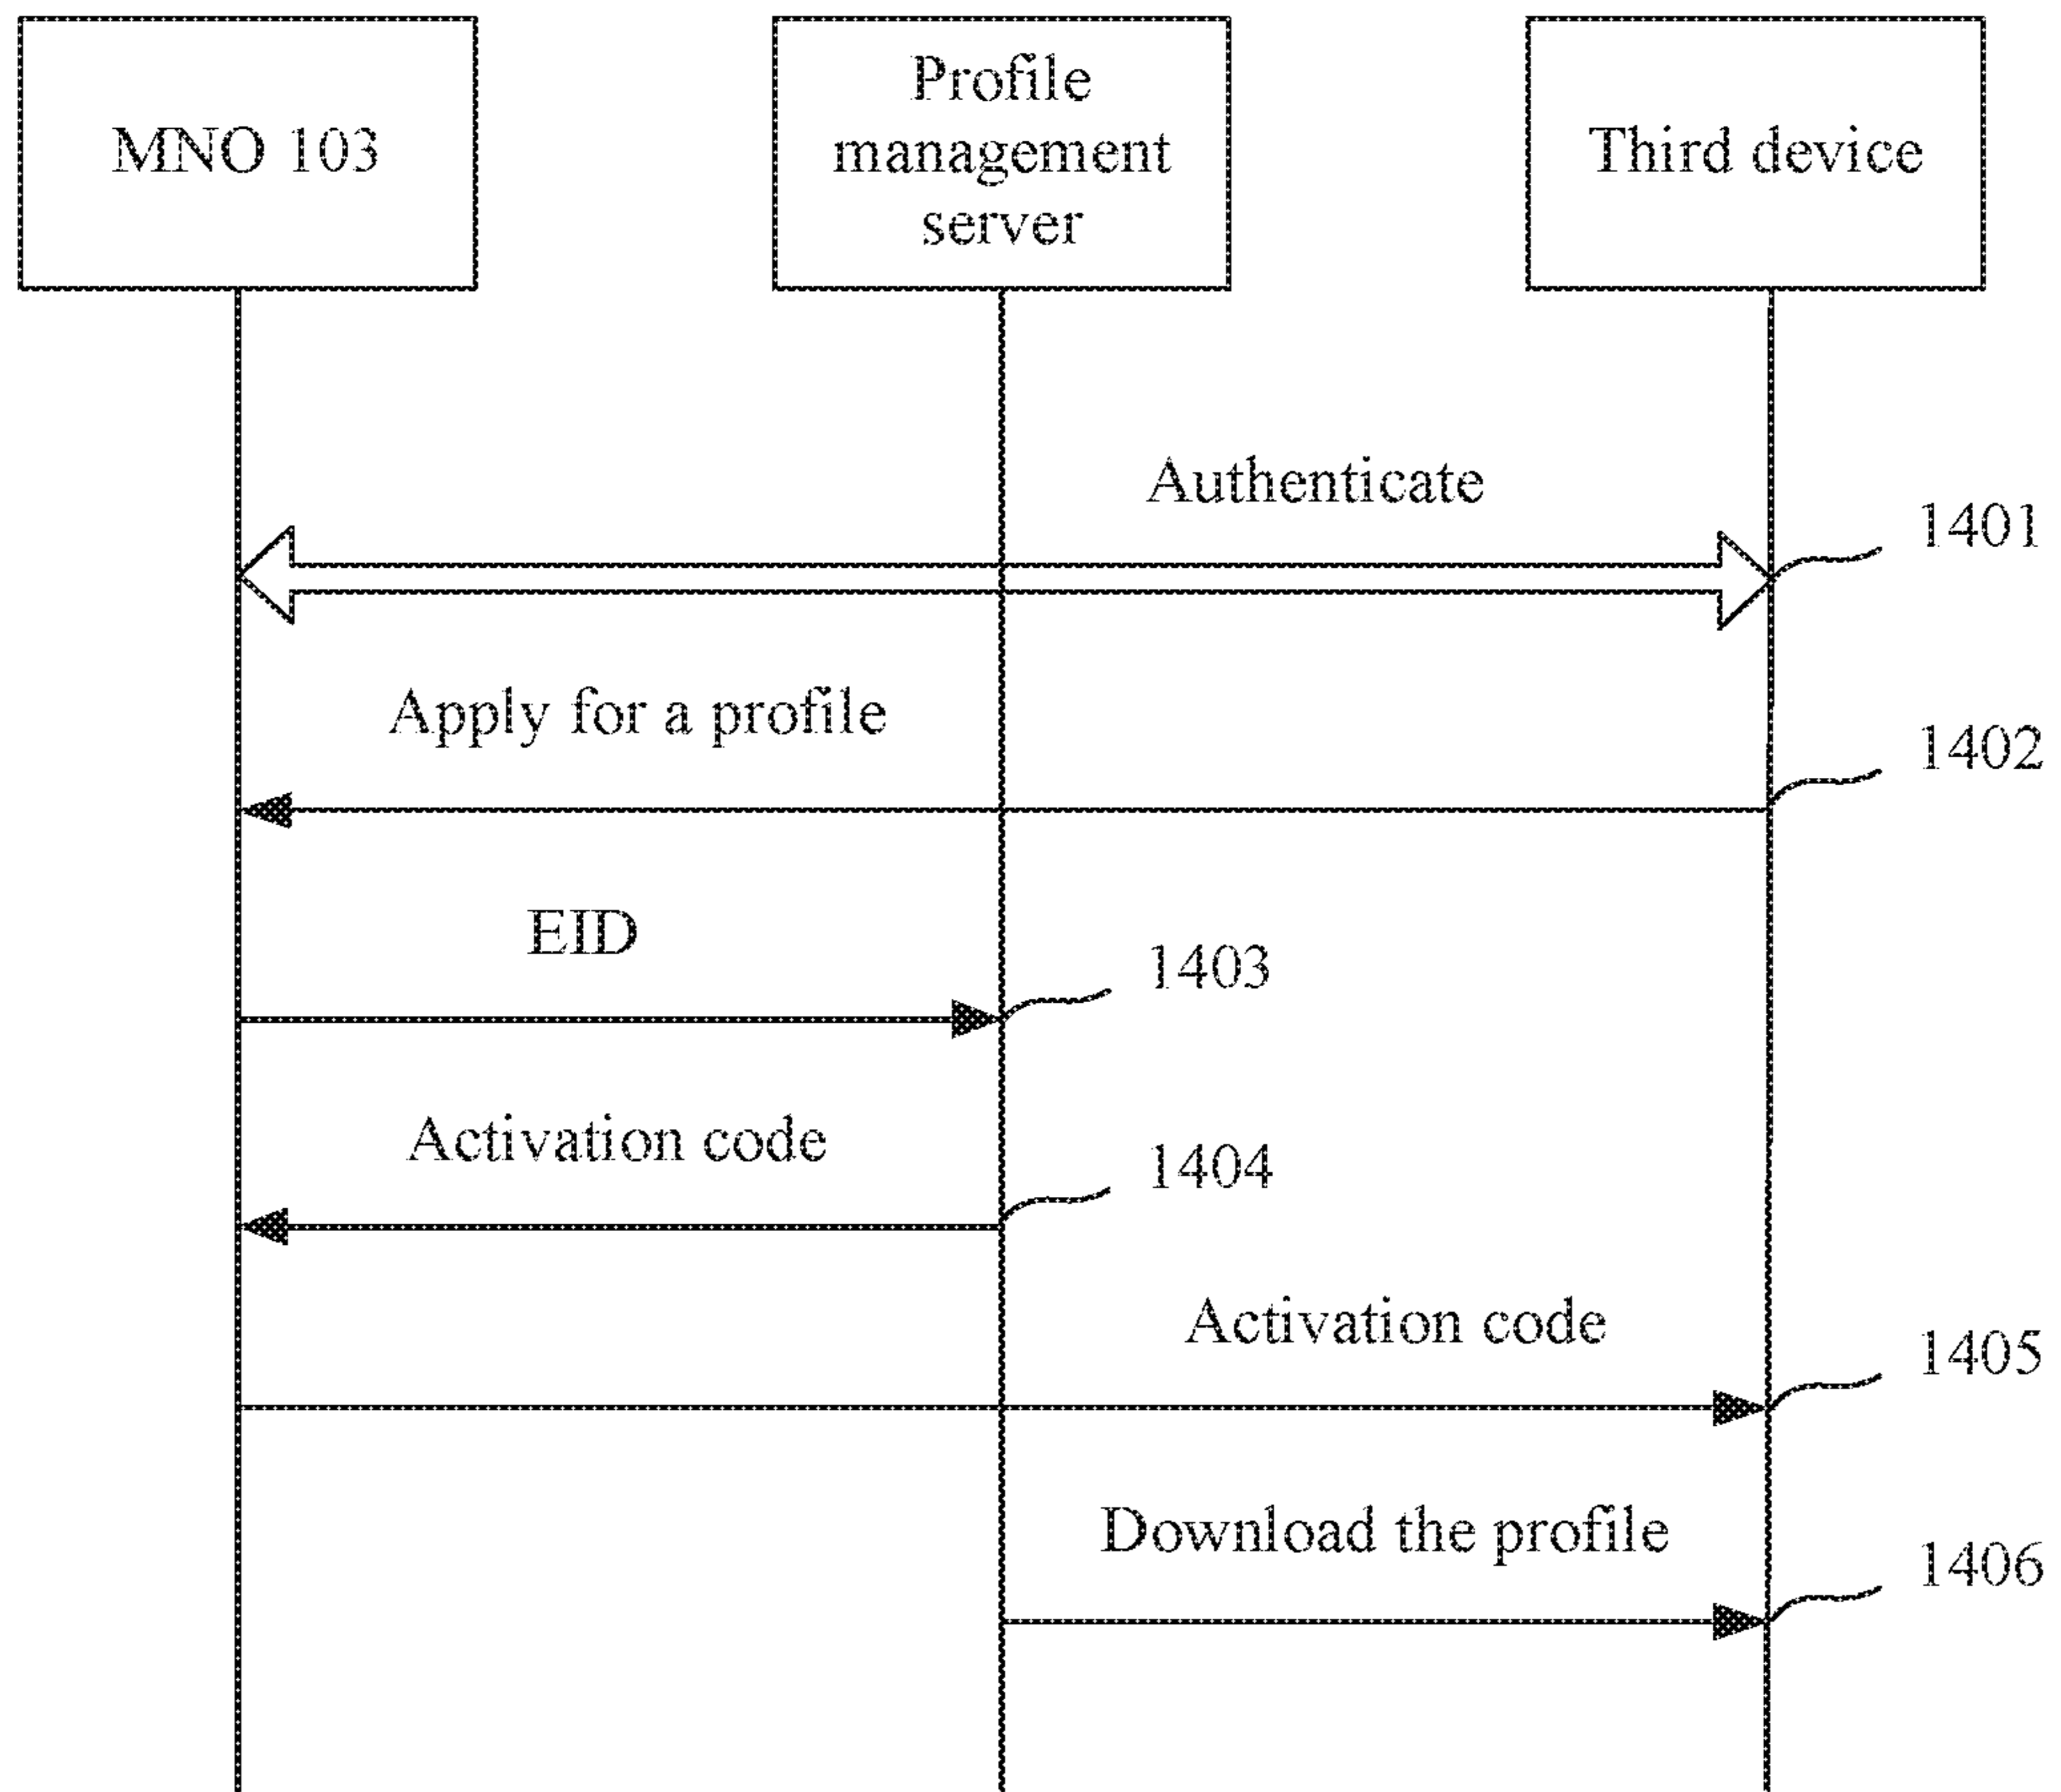 MNO 103
Profile
management
server
Third device
Authenticate
1401
Apply for a profile
1402
EID
1403
Activation code
1404
Activation code
1405
Download the profile
1406